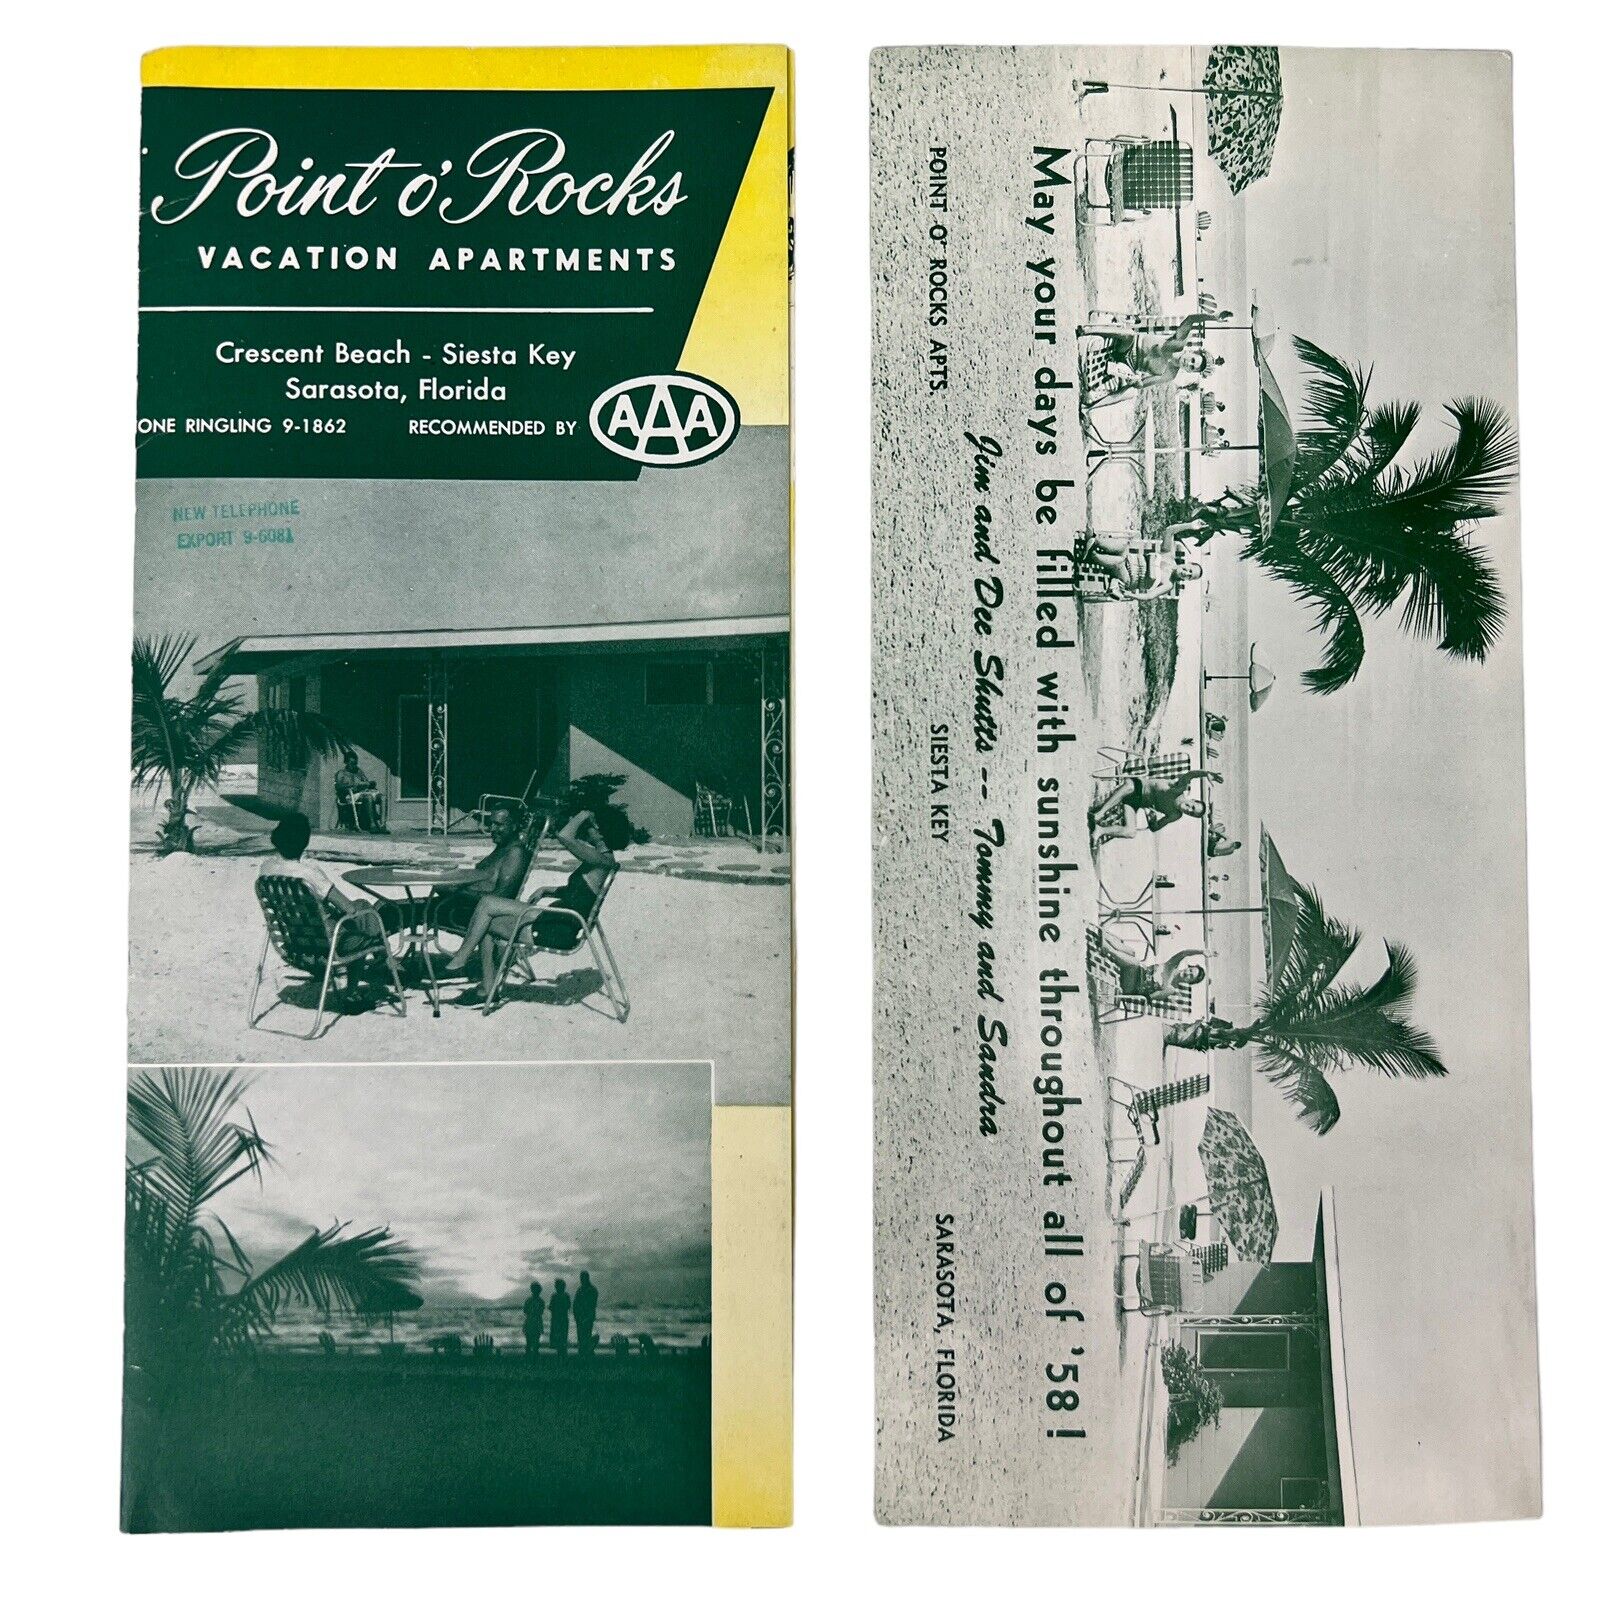 Point o' Rocks
VACATION APARTMENTS
Crescent Beach - Siesta Key
Sarasota, Florida
ONE RINGLING 9-1862 RECOMMENDED BY AAA
NEW TELEPHONE
EXPORT 9-6081
May your days be filled with sunshine throughout all of '58!
Jim and Dee Shutts -- Tommy and Sandra
POINT O' ROCKS APTS. SIESTA KEY SARASOTA, FLORIDA